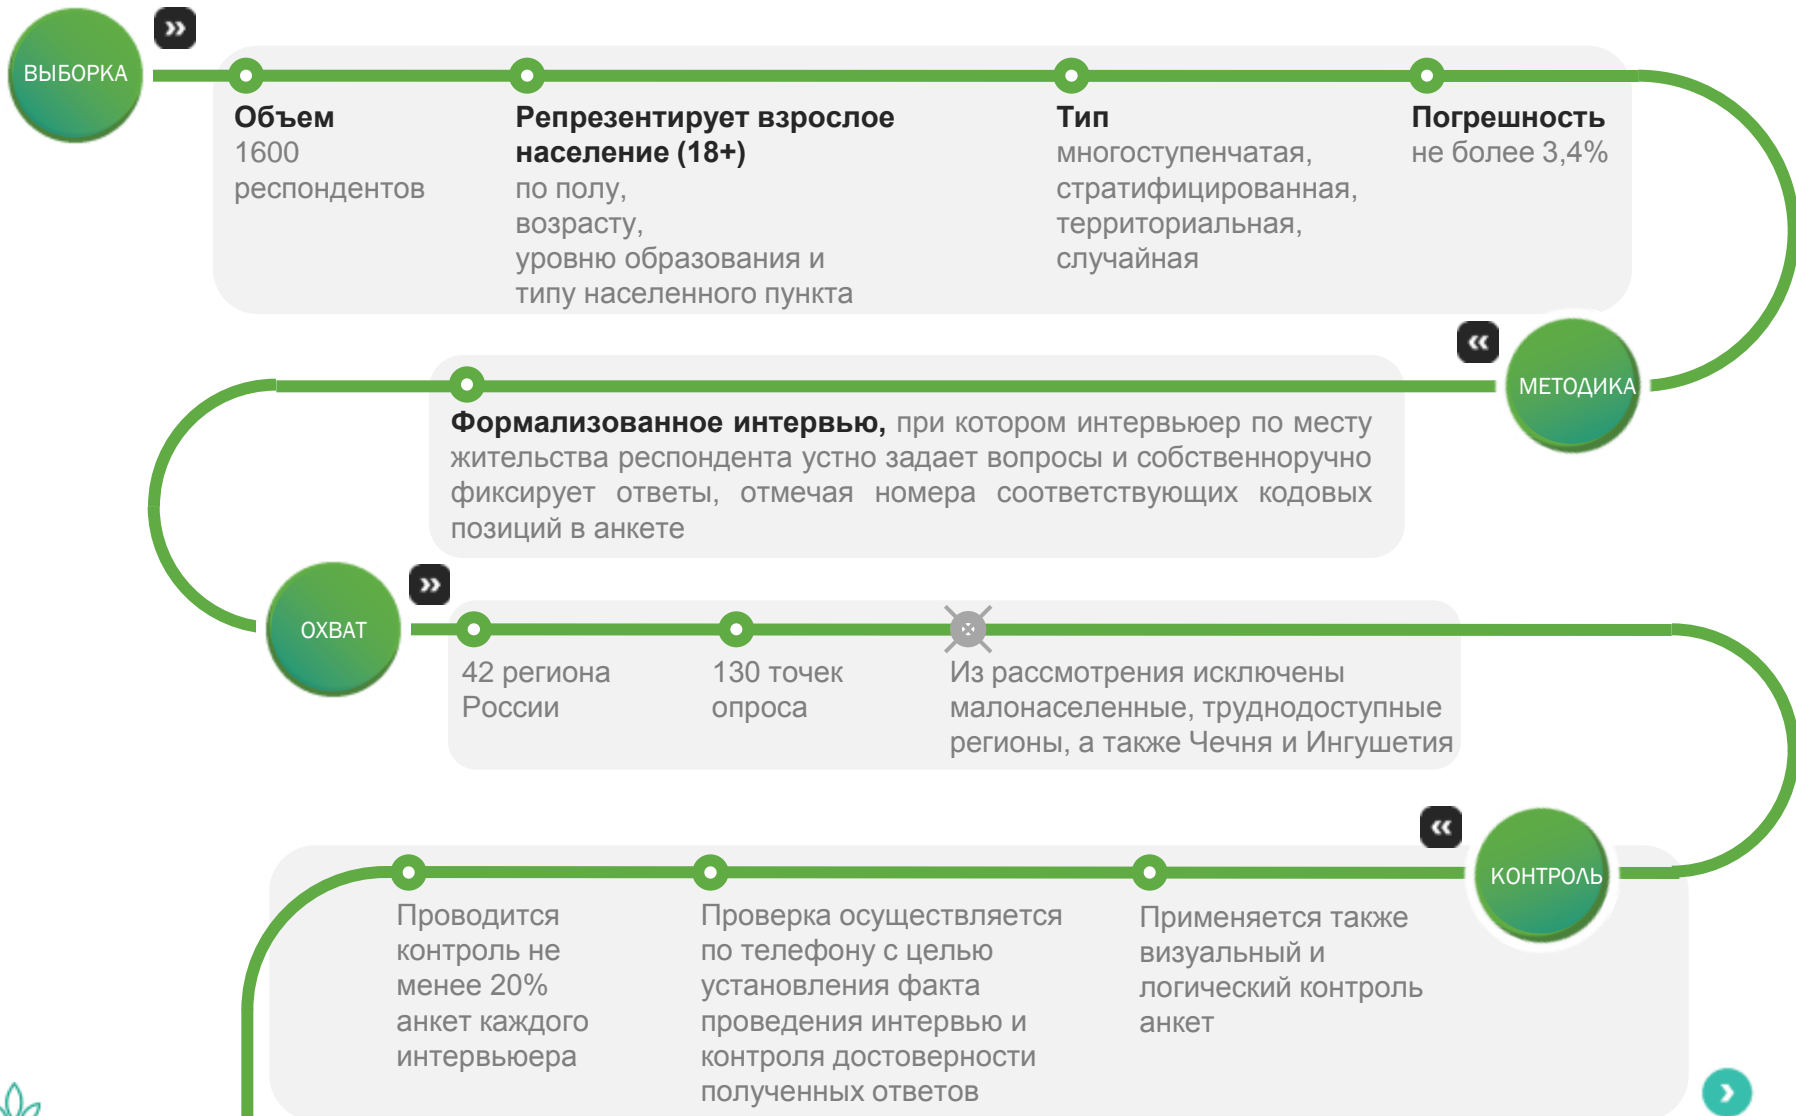 ВЫБОРКА
Объем
1600
респондентов
Репрезентирует взрослое
население (18+)
по полу,
возрасту,
уровню образования и
типу населенного пункта
Тип
многоступенчатая,
стратифицированная,
территориальная,
случайная
Погрешность
не более 3,4%
МЕТОДИКА
Формализованное интервью, при котором интервьюер по месту
жительства респондента устно задает вопросы и собственноручно
фиксирует ответы, отмечая номера соответствующих кодовых
позиций в анкете
ОХВАТ
42 региона
России
130 точек
опроса
Из рассмотрения исключены
малонаселенные, труднодоступные
регионы, а также Чечня и Ингушетия
КОНТРОЛЬ
Проводится
контроль не
менее 20%
анкет каждого
интервьюера
Проверка осуществляется
по телефону с целью
установления факта
проведения интервью и
контроля достоверности
полученных ответов
Применяется также
визуальный и
логический контроль
анкет